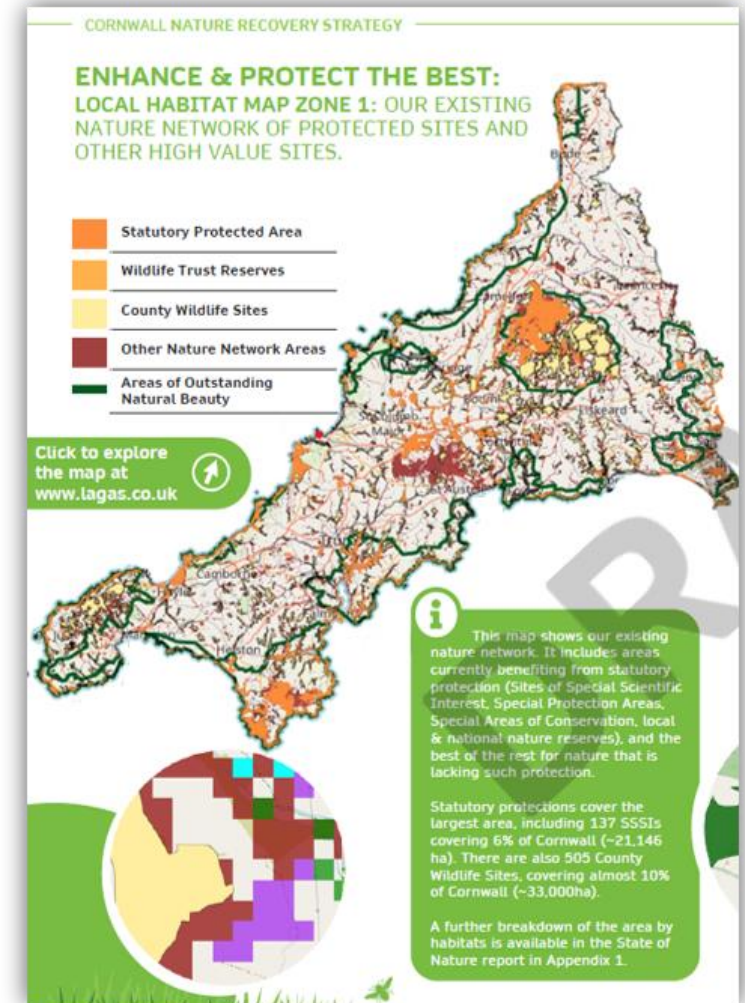 CORNWALL NATURE RECOVERY STRATEGY
ENHANCE & PROTECT THE BEST:
LOCAL HABITAT MAP ZONE 1: OUR EXISTING
NATURE NETWORK OF PROTECTED SITES AND
OTHER HIGH VALUE SITES.
Statutory Protected Area
Wildlife Trust Reserves
County Wildlife Sites
Other Nature Network Areas
Areas of Outstanding
Natural Beauty
Click to explore
the map at
www.lagas.co.uk
Bude
Bodmin
Liskeard
Camborne
Helston
i
This map shows our existing
nature network. It includes areas
currently benefiting from statutory
protection (Sites of Special Scientific
Interest, Special Protection Areas,
Special Areas of Conservation, local
& national nature reserves), and the
best of the rest for nature that is
lacking such protection.
Statutory protections cover the
largest area, including 137 SSSIs
covering 6% of Cornwall (~21,146
ha). There are also 505 County
Wildlife Sites, covering almost 10%
of Cornwall (~33,000ha).
A further breakdown of the area by
habitats is available in the State of
Nature report in Appendix 1.